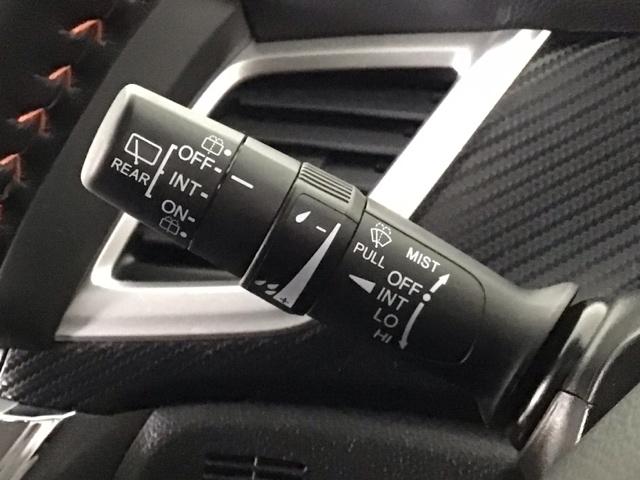 REAR
OFF
INT
ON
- 
+
PULL
MIST
OFF
INT
LO
HI